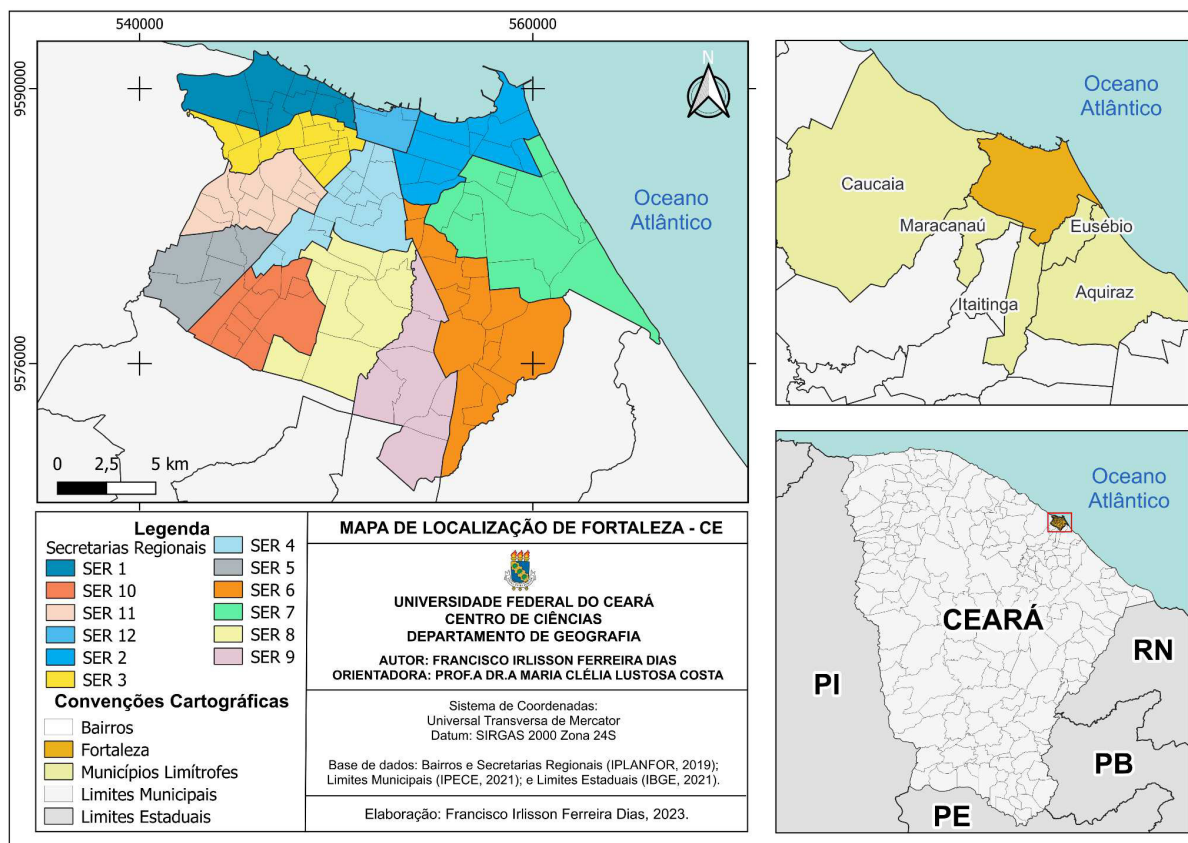 540000
560000
9590000
9576000
N
Oceano
Atlântico
0 2,5 5 km
Oceano
Atlântico
Caucaia
Maracanaú
Eusébio
Itaitinga
Aquiraz
Oceano
Atlântico
CEARÁ
PI
RN
PB
PE
Legenda
Secretarias Regionais
SER 1
SER 10
SER 11
SER 12
SER 2
SER 3
SER 4
SER 5
SER 6
SER 7
SER 8
SER 9
Convenções Cartográficas
Bairros
Fortaleza
Municípios Limítrofes
Limites Municipais
Limites Estaduais
MAPA DE LOCALIZAÇÃO DE FORTALEZA - CE
UNIVERSIDADE FEDERAL DO CEARÁ
CENTRO DE CIÊNCIAS
DEPARTAMENTO DE GEOGRAFIA
AUTOR: FRANCISCO IRLISSON FERREIRA DIAS
ORIENTADORA: PROF.A DR.A MARIA CLÉLIA LUSTOSA COSTA
Sistema de Coordenadas:
Universal Transversa de Mercator
Datum: SIRGAS 2000 Zona 24S
Base de dados: Bairros e Secretarias Regionais (IPLANFOR, 2019);
Limites Municipais (IPECE, 2021); e Limites Estaduais (IBGE, 2021).
Elaboração: Francisco Irlisson Ferreira Dias, 2023.